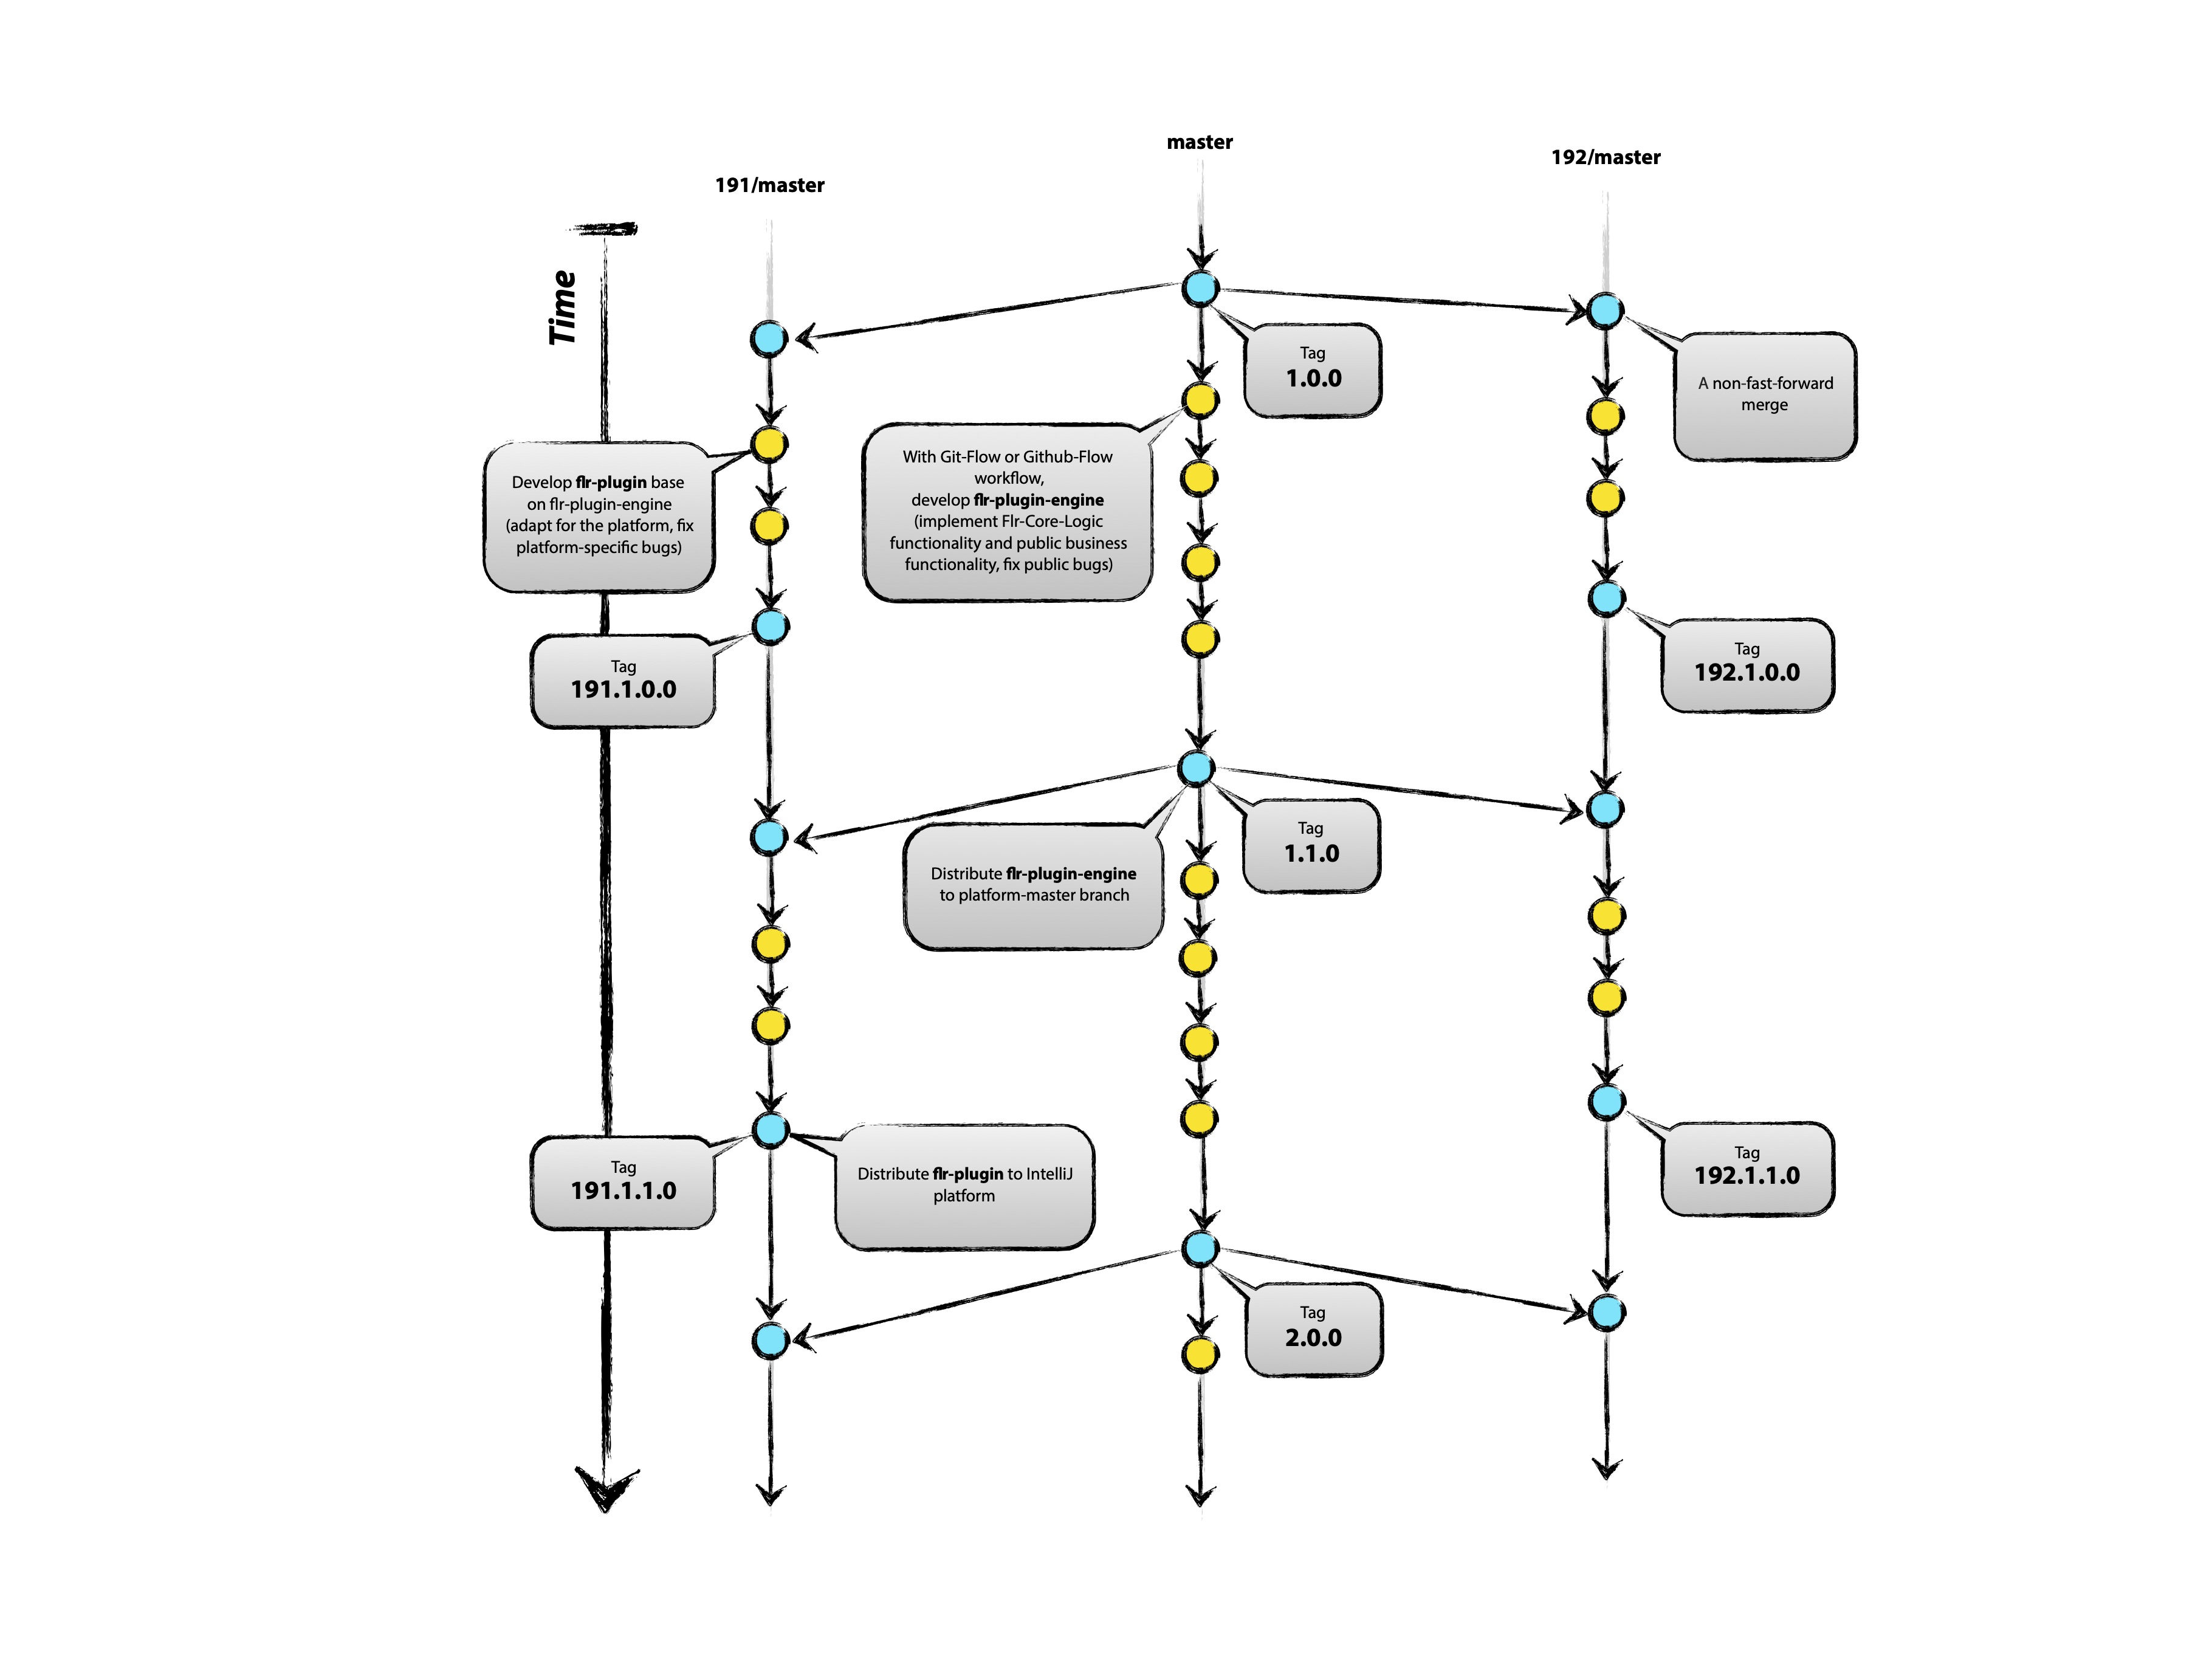 master
192/master
191/master
Time
Tag
1.0.0
A non-fast-forward
merge
With Git-Flow or Github-Flow
workflow,
develop flr-plugin-engine
(implement Flr-Core-Logic
functionality and public business
functionality, fix public bugs)
Develop flr-plugin base
on flr-plugin-engine
(adapt for the platform, fix
platform-specific bugs)
Tag
191.1.0.0
Tag
192.1.0.0
Tag
1.1.0
Distribute flr-plugin-engine
to platform-master branch
Tag
191.1.1.0
Distribute flr-plugin to IntelliJ
platform
Tag
192.1.1.0
Tag
2.0.0